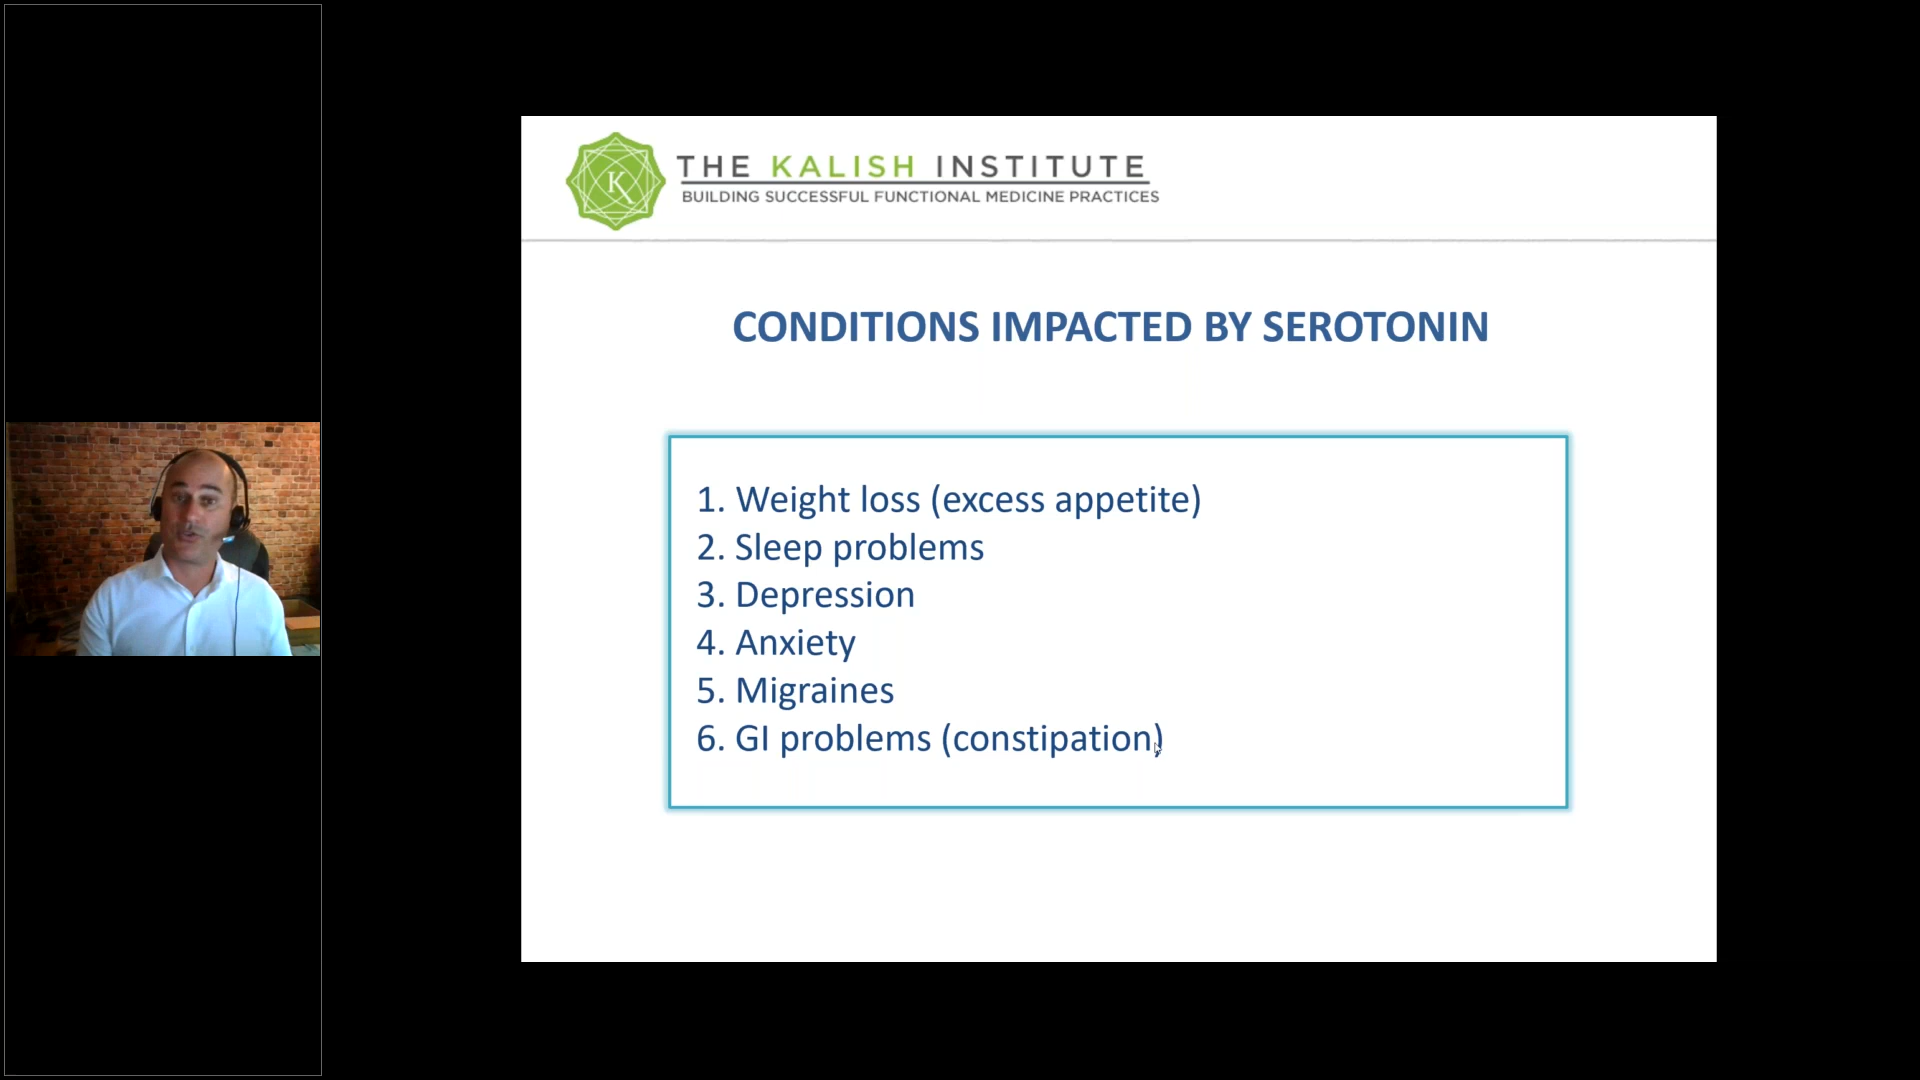 K
THE KALISH INSTITUTE
BUILDING SUCCESSFUL FUNCTIONAL MEDICINE PRACTICES
CONDITIONS IMPACTED BY SEROTONIN
1. Weight loss (excess appetite)
2. Sleep problems
3. Depression
4. Anxiety
5. Migraines
6. GI problems (constipation)